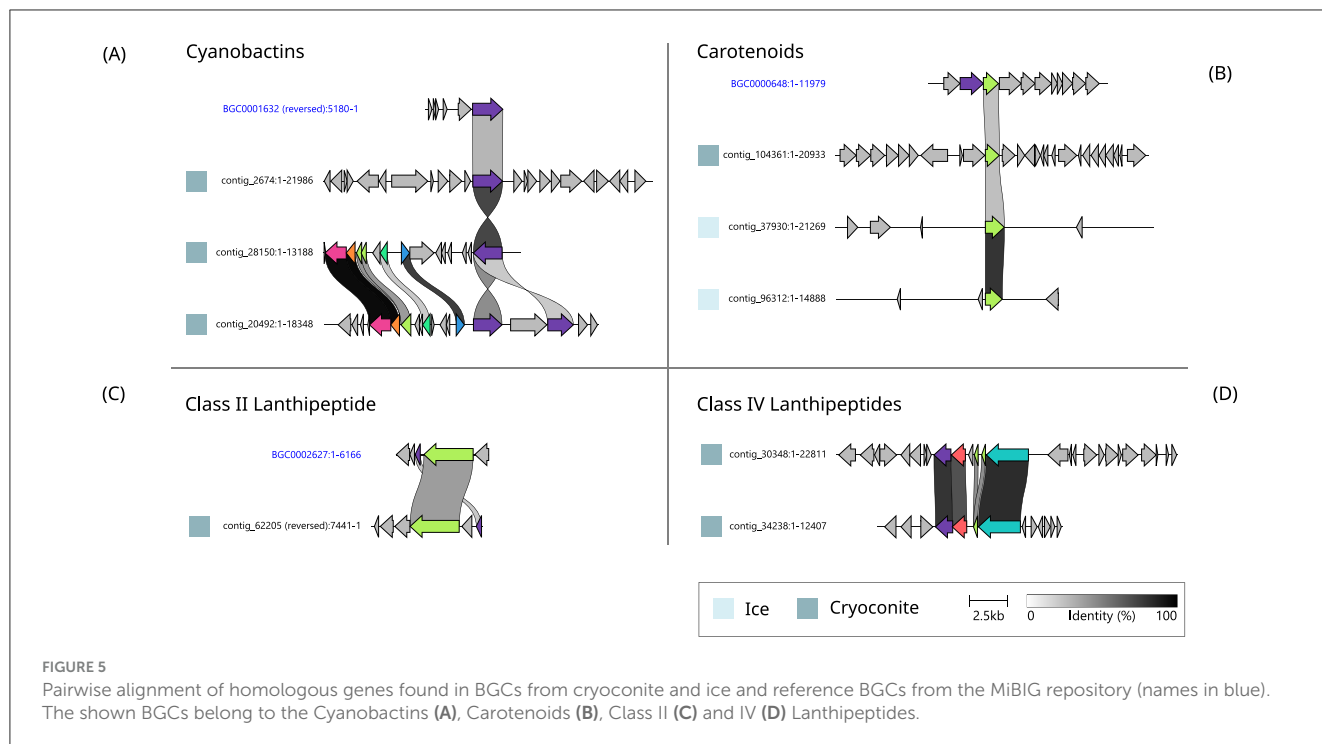 (A)
Cyanobactins
BGC0001632 (reversed):5180-1
contig_2674:1-21986
contig_28150:1-13188
contig_20492:1-18348
Carotenoids
(B)
BGC0000648:1-11979
contig_104361:1-20933
contig_37930:1-21269
contig_96312:1-14888
(C)
Class II Lanthipeptide
BGC0002627:1-6166
contig_62205 (reversed):7441-1
Class IV Lanthipeptides
(D)
contig_30348:1-22811
contig_34238:1-12407
Ice
Cryoconite
2.5kb
0 Identity (%) 100
FIGURE 5
Pairwise alignment of homologous genes found in BGCs from cryoconite and ice and reference BGCs from the MiBIG repository (names in blue).
The shown BGCs belong to the Cyanobactins (A), Carotenoids (B), Class II (C) and IV (D) Lanthipeptides.